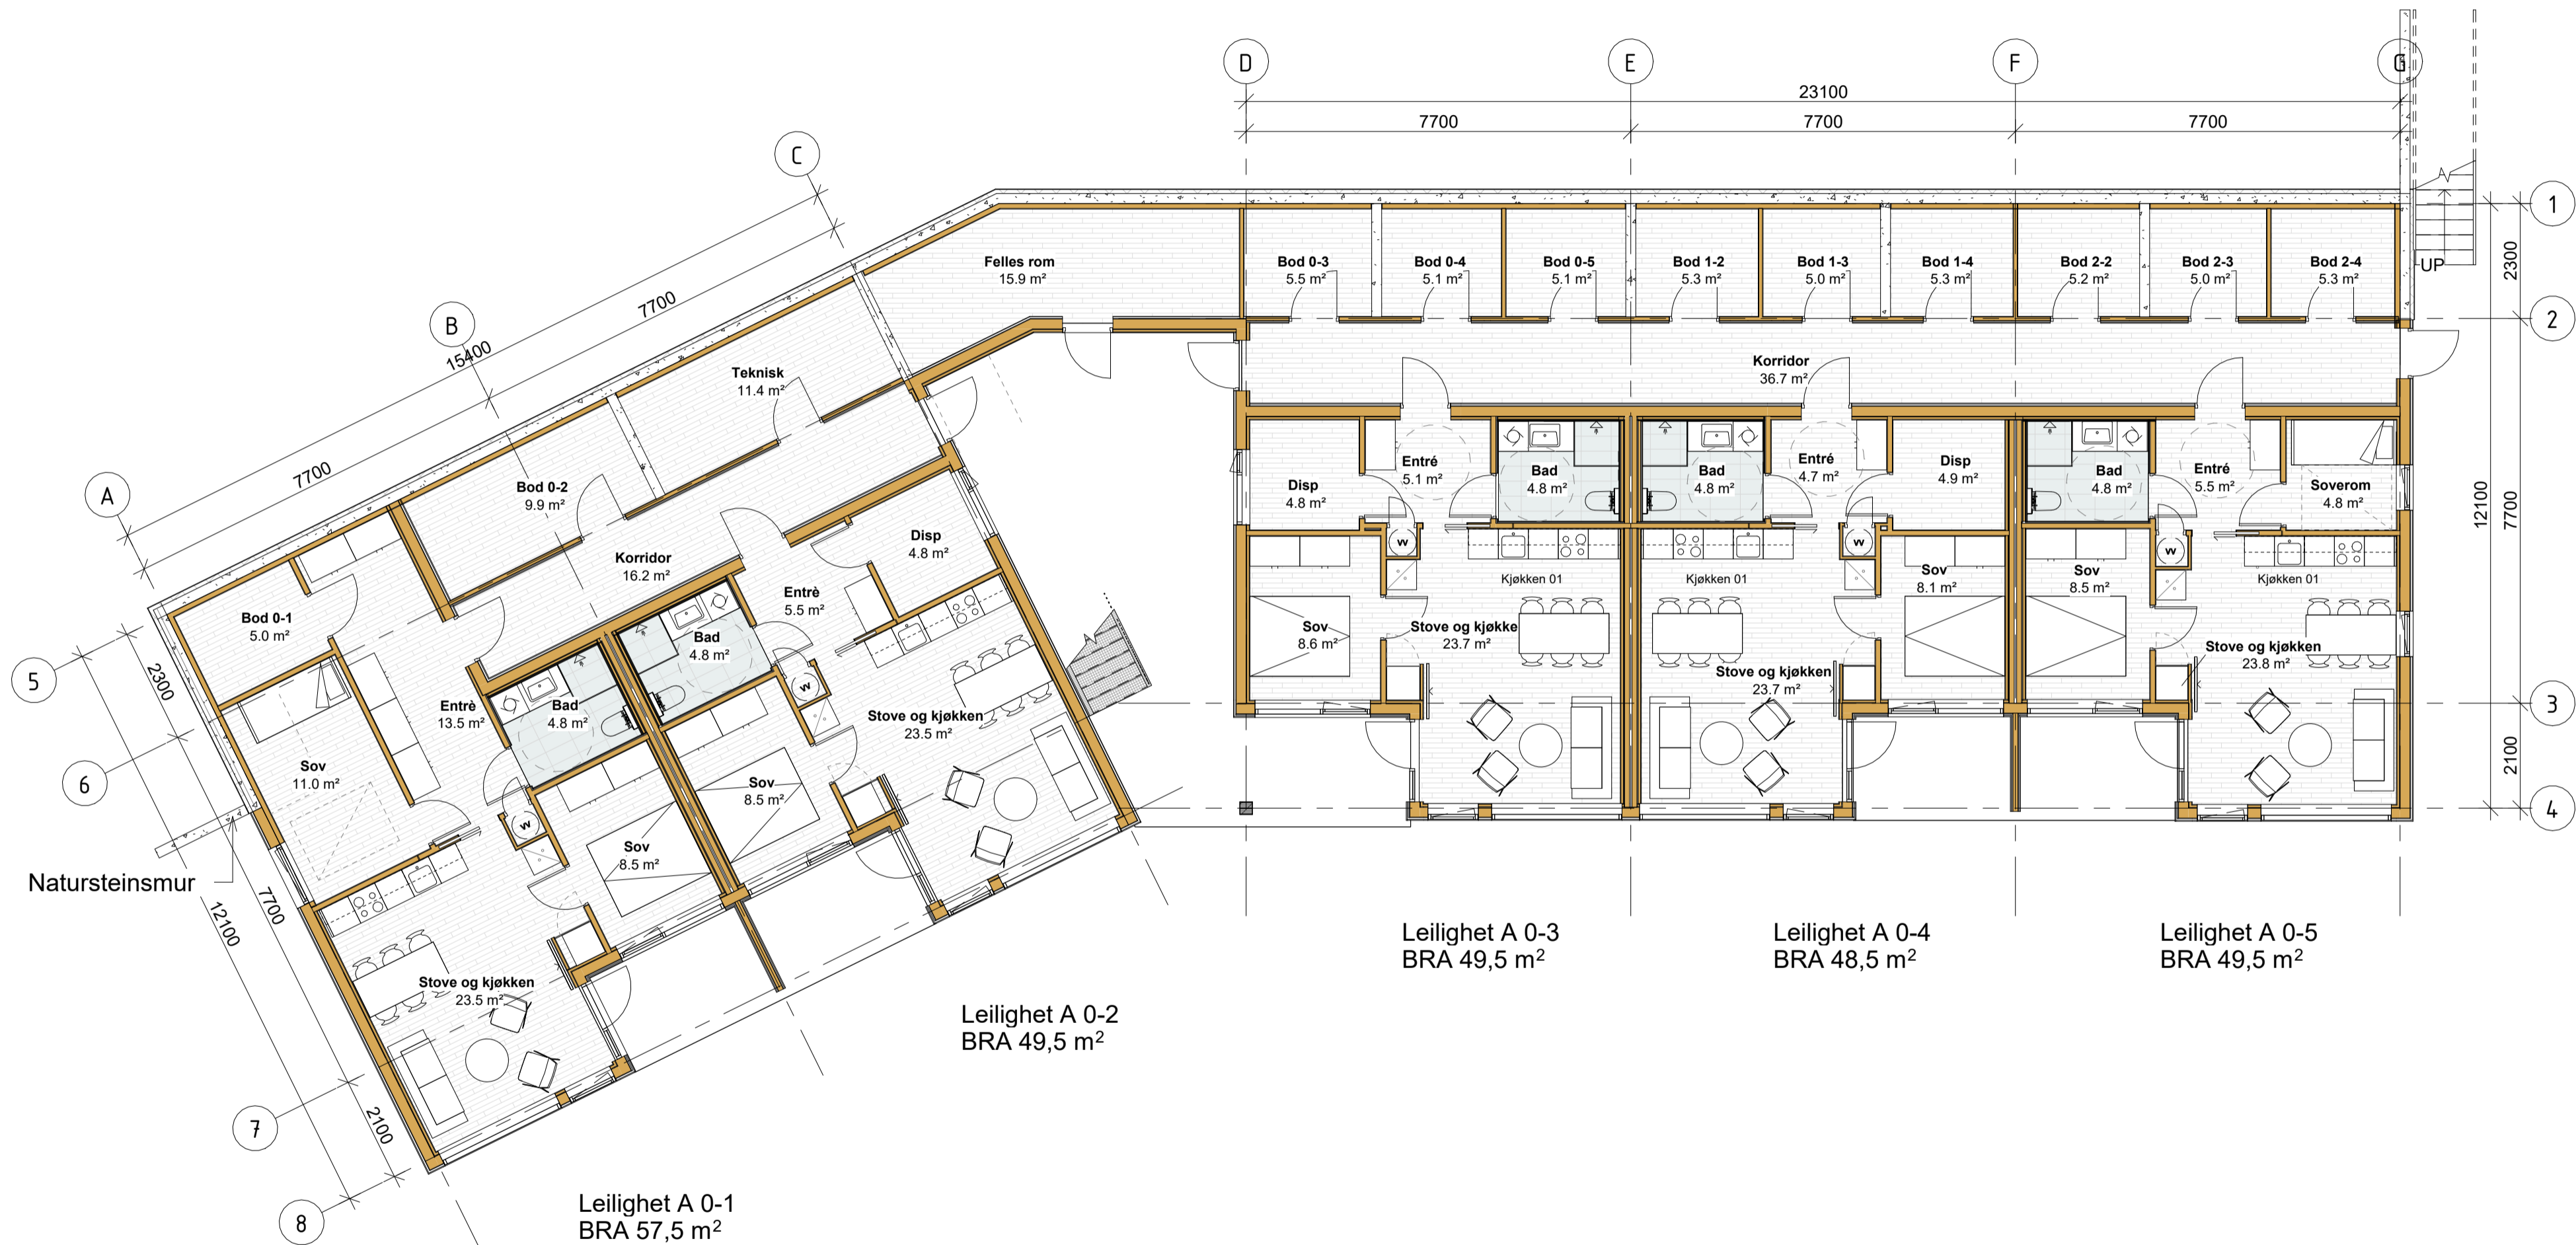 D
E
F
G
23100
7700
7700
7700
C
B
A
15400
7700
7700
1
2
3
4
2300
7700
2100
12100
UP
Felles rom
15.9 m²
Bod 0-3
5.5 m²
Bod 0-4
5.1 m²
Bod 0-5
5.1 m²
Bod 1-2
5.3 m²
Bod 1-3
5.0 m²
Bod 1-4
5.3 m²
Bod 2-2
5.2 m²
Bod 2-3
5.0 m²
Bod 2-4
5.3 m²
Korridor
36.7 m²
Teknisk
11.4 m²
Bod 0-2
9.9 m²
Korridor
16.2 m²
Bod 0-1
5.0 m²
Disp
4.8 m²
Entrè
5.5 m²
Bad
4.8 m²
Stove og kjøkken
23.5 m²
Sov
8.5 m²
Entrè
13.5 m²
Bad
4.8 m²
Sov
11.0 m²
Sov
8.5 m²
Stove og kjøkken
23.5 m²
VV
VV
Disp
4.8 m²
Entré
5.1 m²
Bad
4.8 m²
VV
Kjøkken 01
Sov
8.6 m²
Stove og kjøkke
23.7 m²
Bad
4.8 m²
Entré
4.7 m²
Disp
4.9 m²
VV
Kjøkken 01
Sov
8.1 m²
Stove og kjøkken
23.7 m²
Bad
4.8 m²
Entré
5.5 m²
Soverom
4.8 m²
VV
Kjøkken 01
Sov
8.5 m²
Stove og kjøkken
23.8 m²
5
6
7
8
2300
7700
2100
12100
Natursteinsmur
Leilighet A 0-1
BRA 57,5 m²
Leilighet A 0-2
BRA 49,5 m²
Leilighet A 0-3
BRA 49,5 m²
Leilighet A 0-4
BRA 48,5 m²
Leilighet A 0-5
BRA 49,5 m²